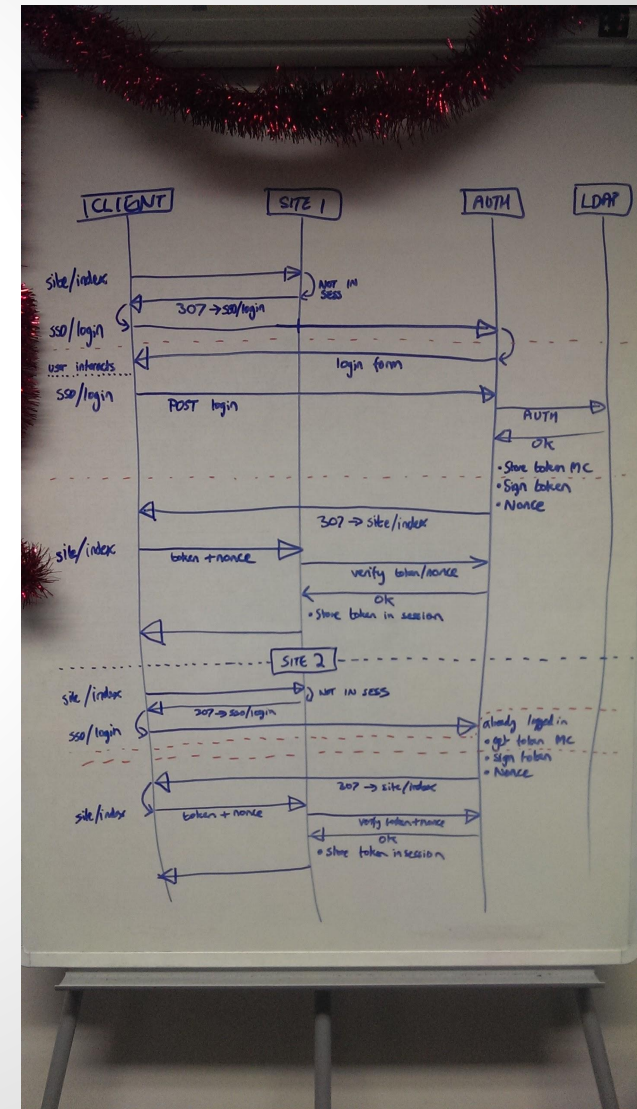 CLIENT
SITE 1
AUTH
LDAP
site/index
NOT IN
SESS
307 → sso/login
sso/login
login form
user interacts
sso/login
POST login
AUTH
OK
• Store token MC
• Sign token
• Nonce
307 → site/index
site/index
token + nonce
verify token/nonce
Ok
• Store token in session
SITE 2
site/index
NOT IN SESS
307 → sso/login
sso/login
already logged in
• get token MC
• sign token
• Nonce
307 → site/index
site/index
token + nonce
verify token+nonce
OK
• Store token in session